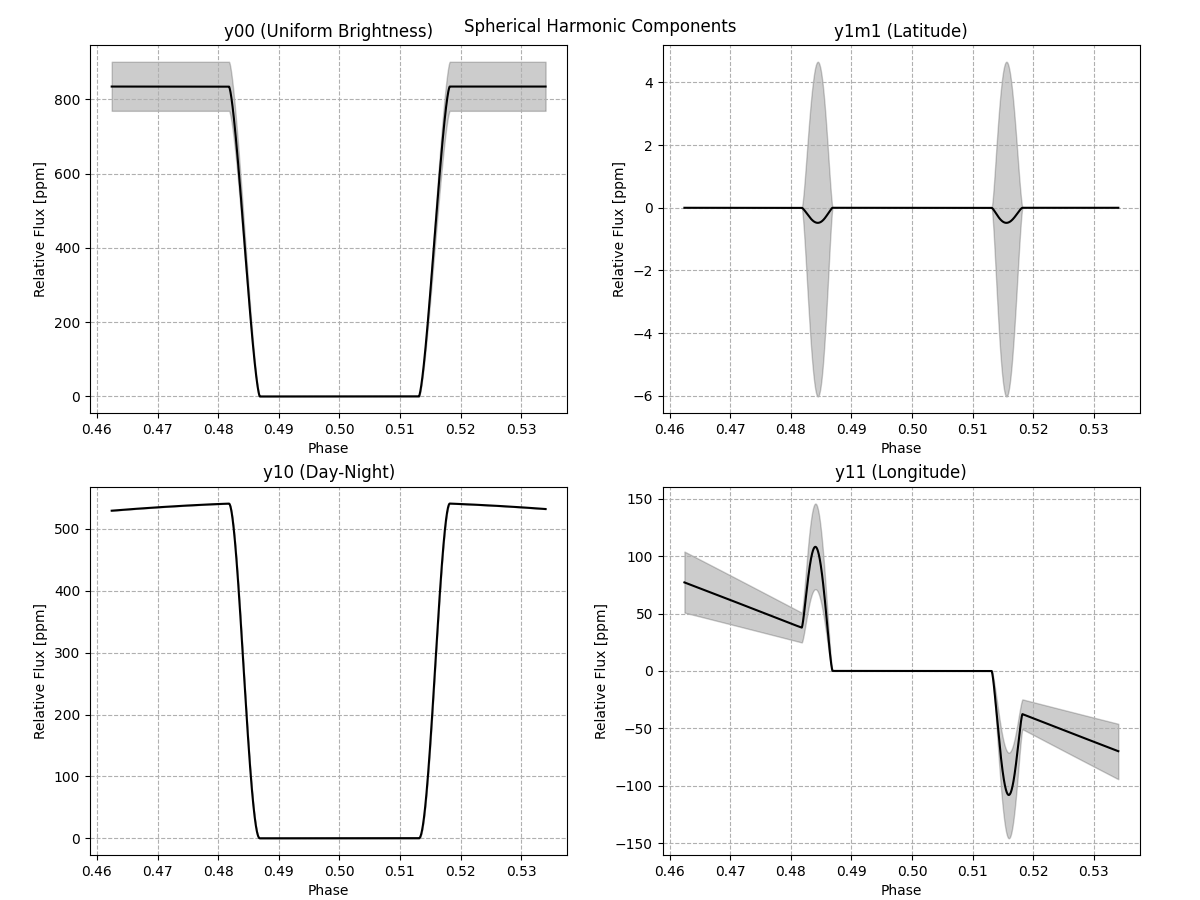 Spherical Harmonic Components
y00 (Uniform Brightness)
Relative Flux [ppm]
800
600
400
200
0
0.46 0.47 0.48 0.49 0.50 0.51 0.52 0.53
Phase
y1m1 (Latitude)
Relative Flux [ppm]
4
2
0
−2
−4
−6
0.46 0.47 0.48 0.49 0.50 0.51 0.52 0.53
Phase
y10 (Day-Night)
Relative Flux [ppm]
500
400
300
200
100
0
0.46 0.47 0.48 0.49 0.50 0.51 0.52 0.53
Phase
y11 (Longitude)
Relative Flux [ppm]
150
100
50
0
−50
−100
−150
0.46 0.47 0.48 0.49 0.50 0.51 0.52 0.53
Phase